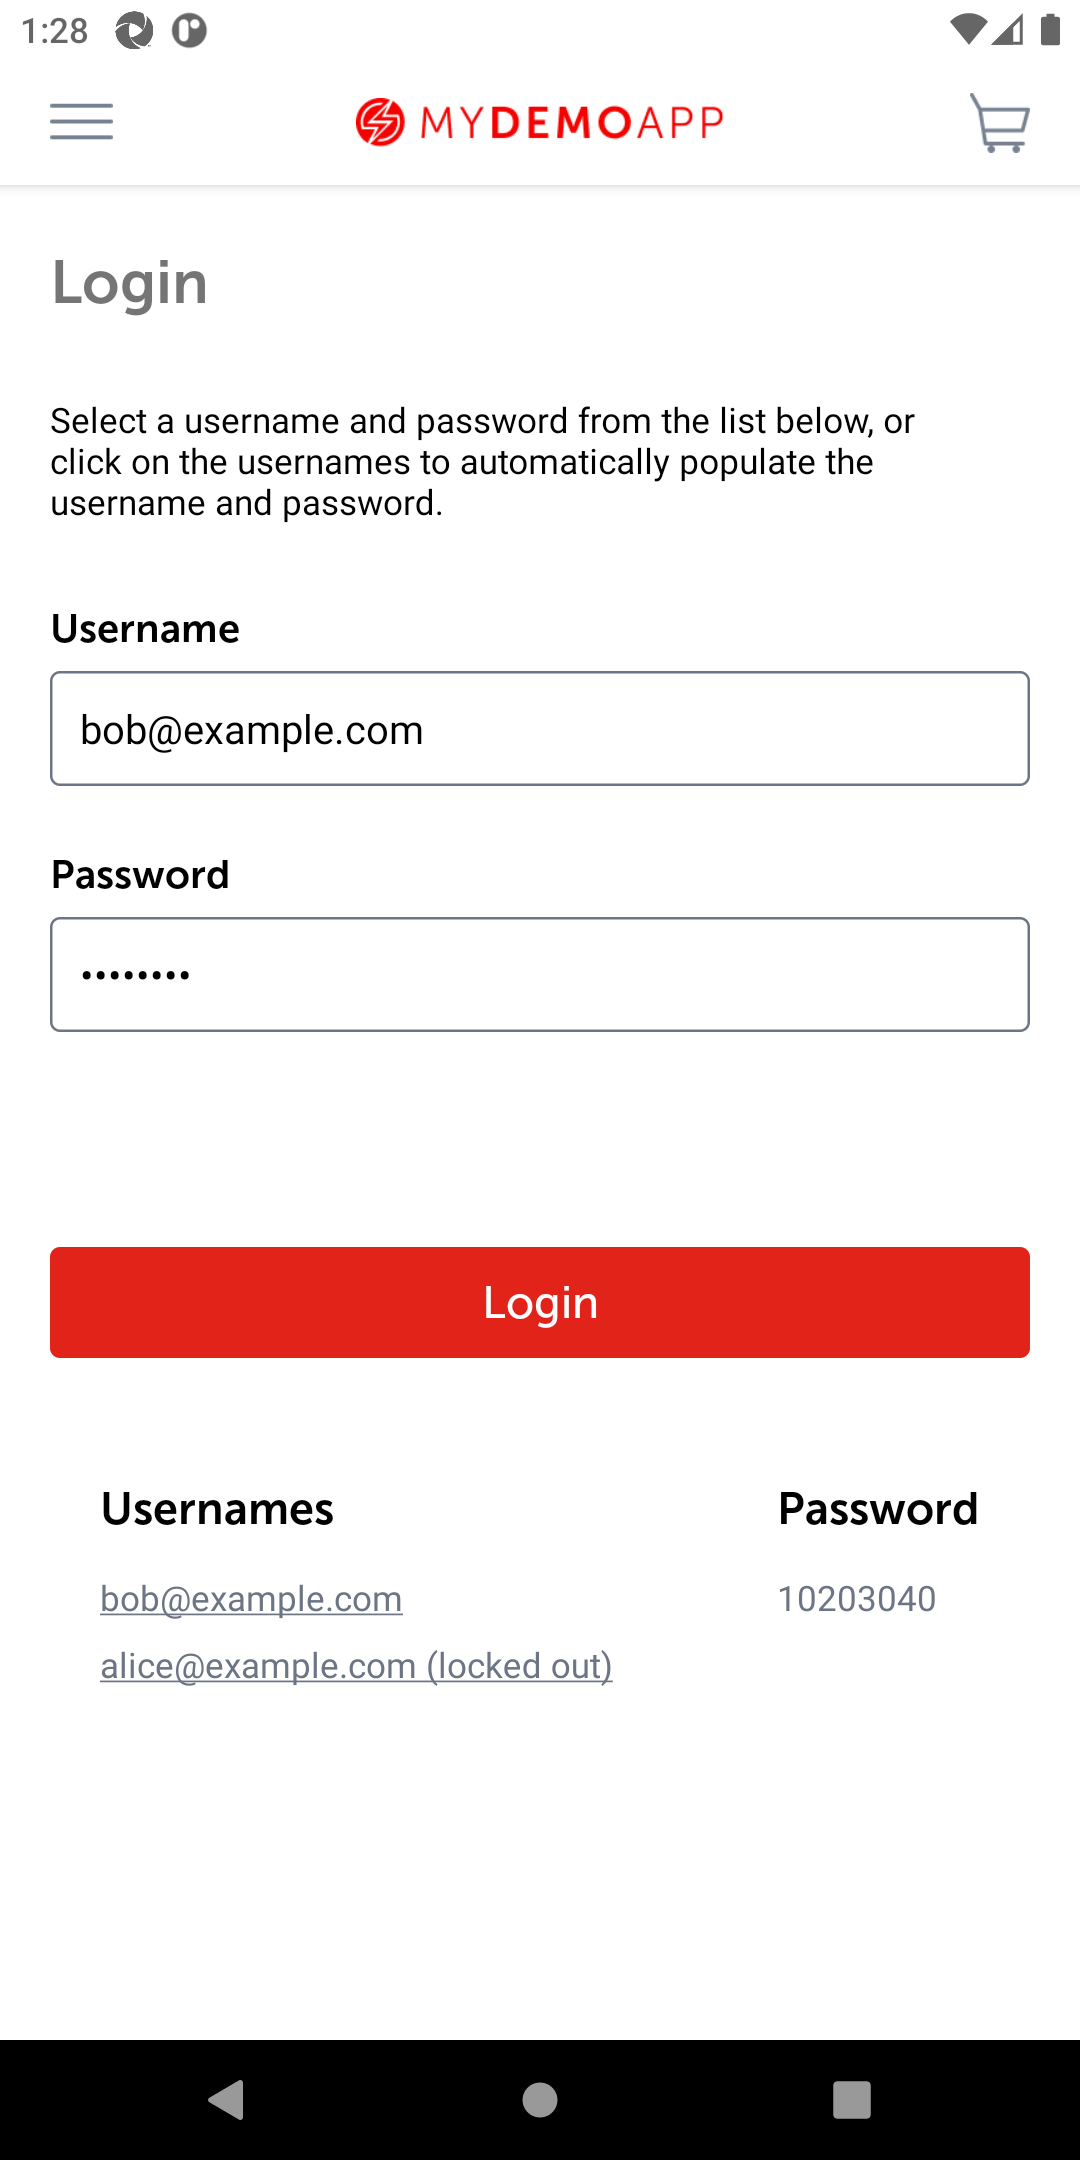 1:28
MYDEMOAPP
Login
Select a username and password from the list below, or
click on the usernames to automatically populate the
username and password.
Username
bob@example.com
Password
••••••••
Login
Usernames Password
bob@example.com 10203040
alice@example.com (locked out)